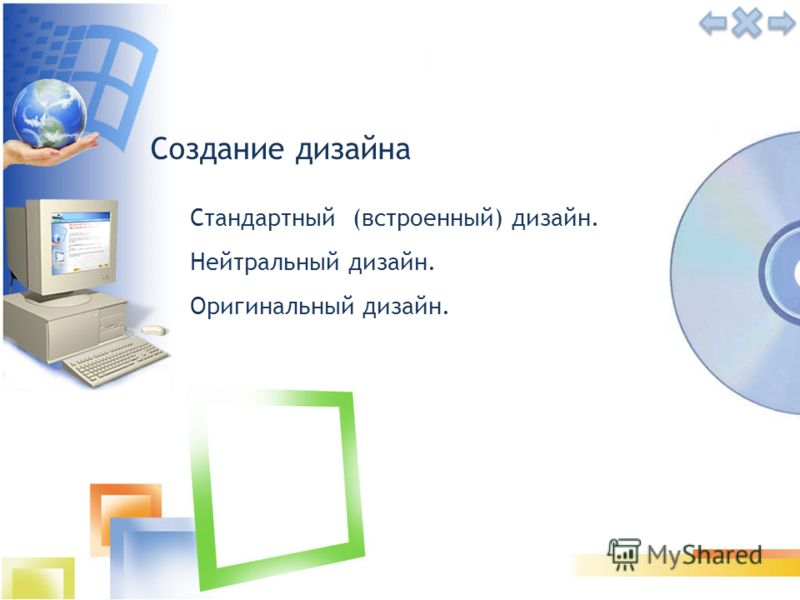 Создание дизайна
Стандартный (встроенный) дизайн.
Нейтральный дизайн.
Оригинальный дизайн.
MyShared